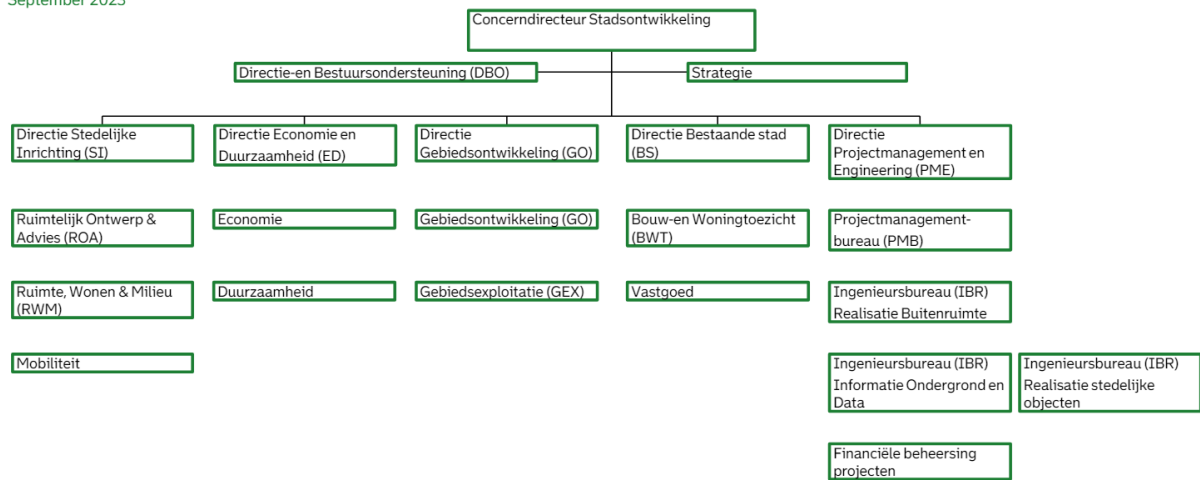 September 2023
Concerndirecteur Stadsontwikkeling
Directie-en Bestuursondersteuning (DBO)
Strategie
Directie Stedelijke
Inrichting (SI)
Directie Economie en
Duurzaamheid (ED)
Directie
Gebiedsontwikkeling (GO)
Directie Bestaande stad
(BS)
Directie
Projectmanagement en
Engineering (PME)
Ruimtelijk Ontwerp &
Advies (ROA)
Economie
Gebiedsontwikkeling (GO)
Bouw-en Woningtoezicht
(BWT)
Projectmanagement-
bureau (PMB)
Ruimte, Wonen & Milieu
(RWM)
Duurzaamheid
Gebiedsexploitatie (GEX)
Vastgoed
Ingenieursbureau (IBR)
Realisatie Buitenruimte
Mobiliteit
Ingenieursbureau (IBR)
Informatie Ondergrond en
Data
Ingenieursbureau (IBR)
Realisatie stedelijke
objecten
Financiële beheersing
projecten